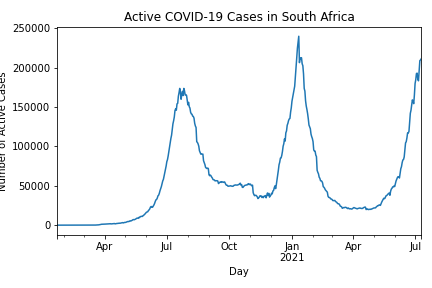 Active COVID-19 Cases in South Africa
250000
200000
150000
100000
50000
0
Number of Active Cases
Apr Jul Oct Jan Apr Jul
2021
Day